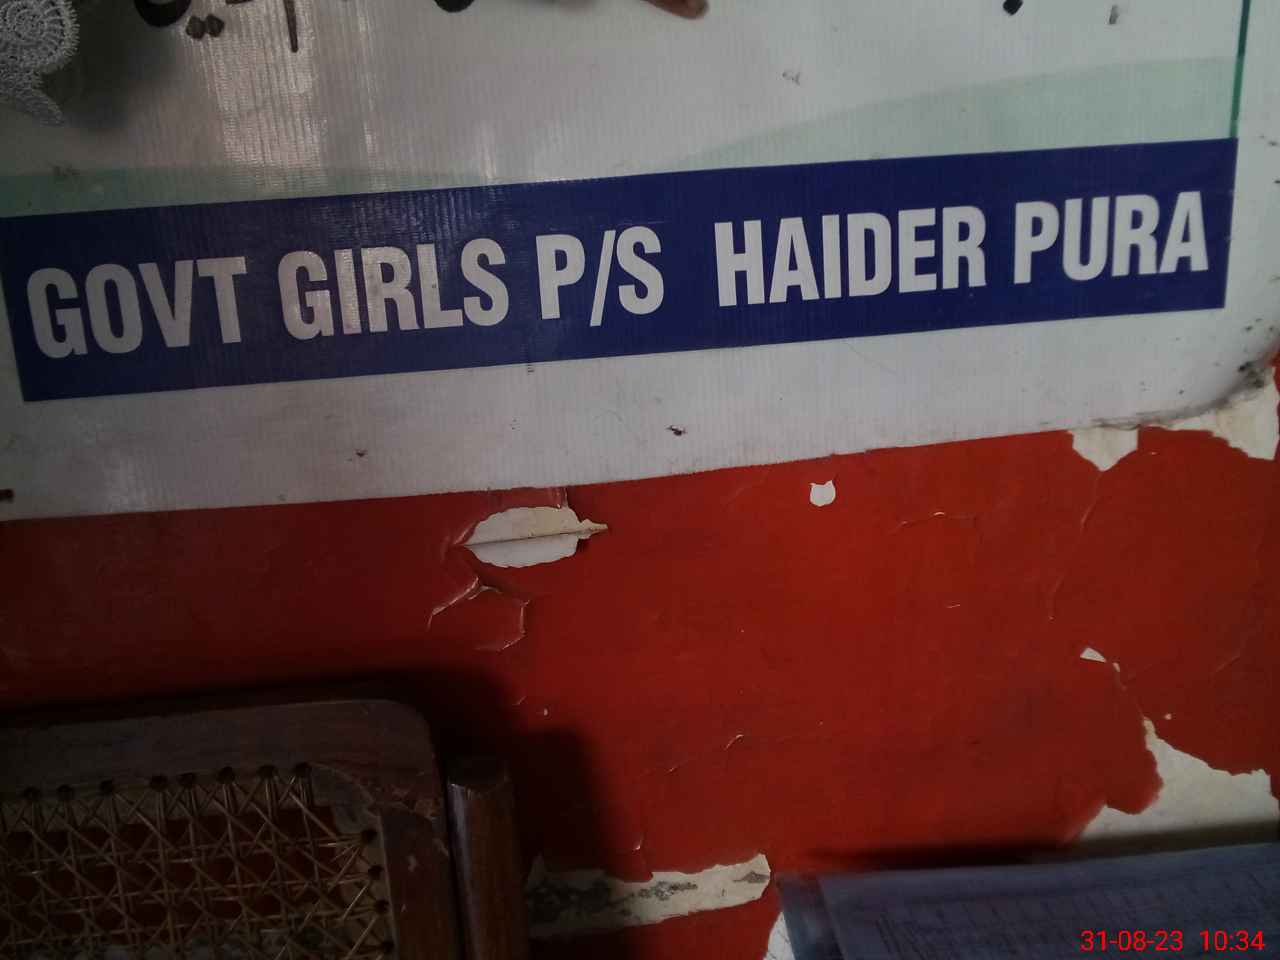 GOVT GIRLS P/S HAIDER PURA
31-08-23 10:34